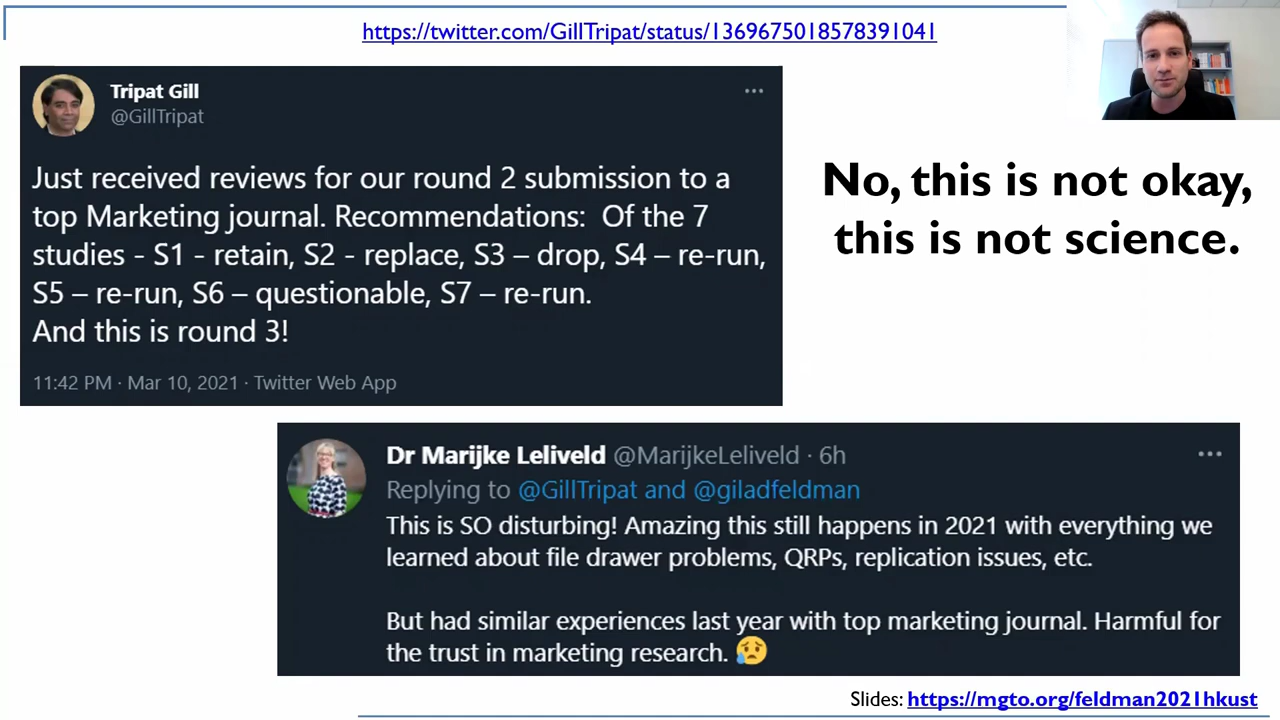 https://twitter.com/GillTripat/status/1369675018578391041
Tripat Gill
@GillTripat
Just received reviews for our round 2 submission to a
top Marketing journal. Recommendations:  Of the 7
studies - S1 - retain, S2 - replace, S3 – drop, S4 – re-run,
S5 – re-run, S6 – questionable, S7 – re-run.
And this is round 3!
11:42 PM · Mar 10, 2021 · Twitter Web App
No, this is not okay,
this is not science.
Dr Marijke Leliveld @MarijkeLeliveld · 6h
Replying to @GillTripat and @giladfeldman
This is SO disturbing! Amazing this still happens in 2021 with everything we
learned about file drawer problems, QRPs, replication issues, etc.
But had similar experiences last year with top marketing journal. Harmful for
the trust in marketing research. 😥
Slides: https://mgto.org/feldman2021hkust